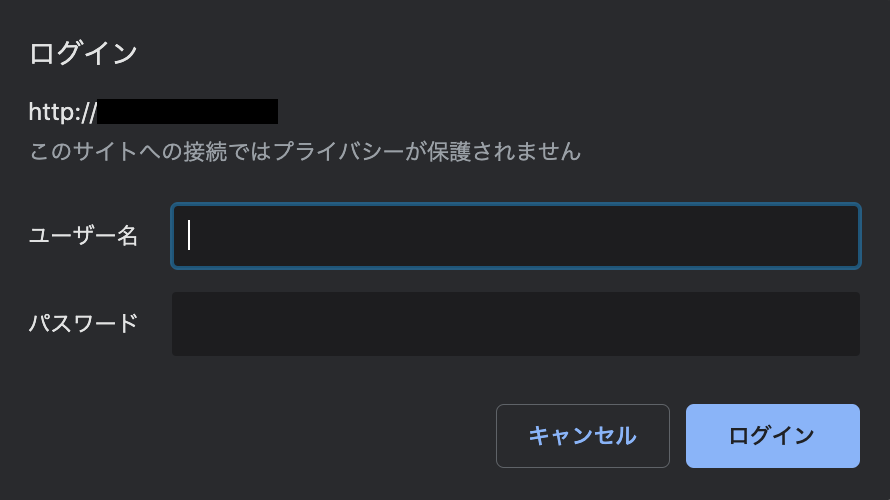 ログイン
http://
このサイトへの接続ではプライバシーが保護されません
ユーザー名
パスワード
キャンセル ログイン